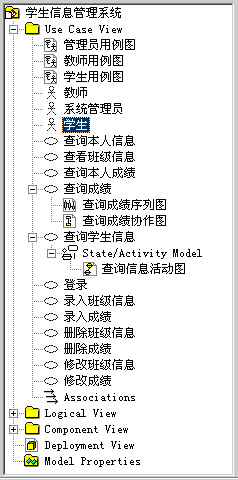 学生信息管理系统
Use Case View
管理员用例图
教师用例图
学生用例图
教师
系统管理员
学生
查询本人信息
查看班级信息
查询本人成绩
查询成绩
查询成绩序列图
查询成绩协作图
查询学生信息
State/Activity Model
查询信息活动图
登录
录入班级信息
录入成绩
删除班级信息
删除成绩
修改班级信息
修改成绩
Associations
Logical View
Component View
Deployment View
Model Properties